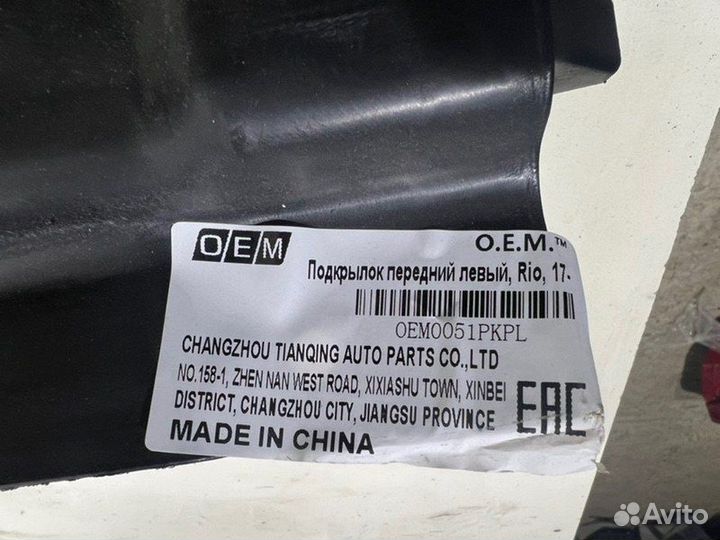 OEM
O.E.M.™
Подкрылок передний левый, Rio, 17-
OEM0051PKPL
CHANGZHOU TIANQING AUTO PARTS CO.,LTD
NO.158-1, ZHEN NAN WEST ROAD, XIXIASHU TOWN, XINBEI
DISTRICT, CHANGZHOU CITY, JIANGSU PROVINCE
EAC
MADE IN CHINA
Avito